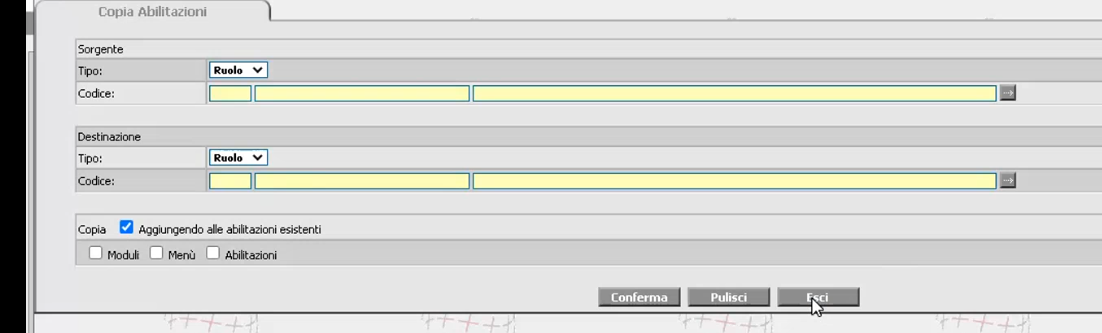 Copia Abilitazioni
Sorgente
Tipo: Ruolo
Codice:
Destinazione
Tipo: Ruolo
Codice:
Copia Aggiungendo alle abilitazioni esistenti
Moduli Menù Abilitazioni
Conferma Pulisci Esci